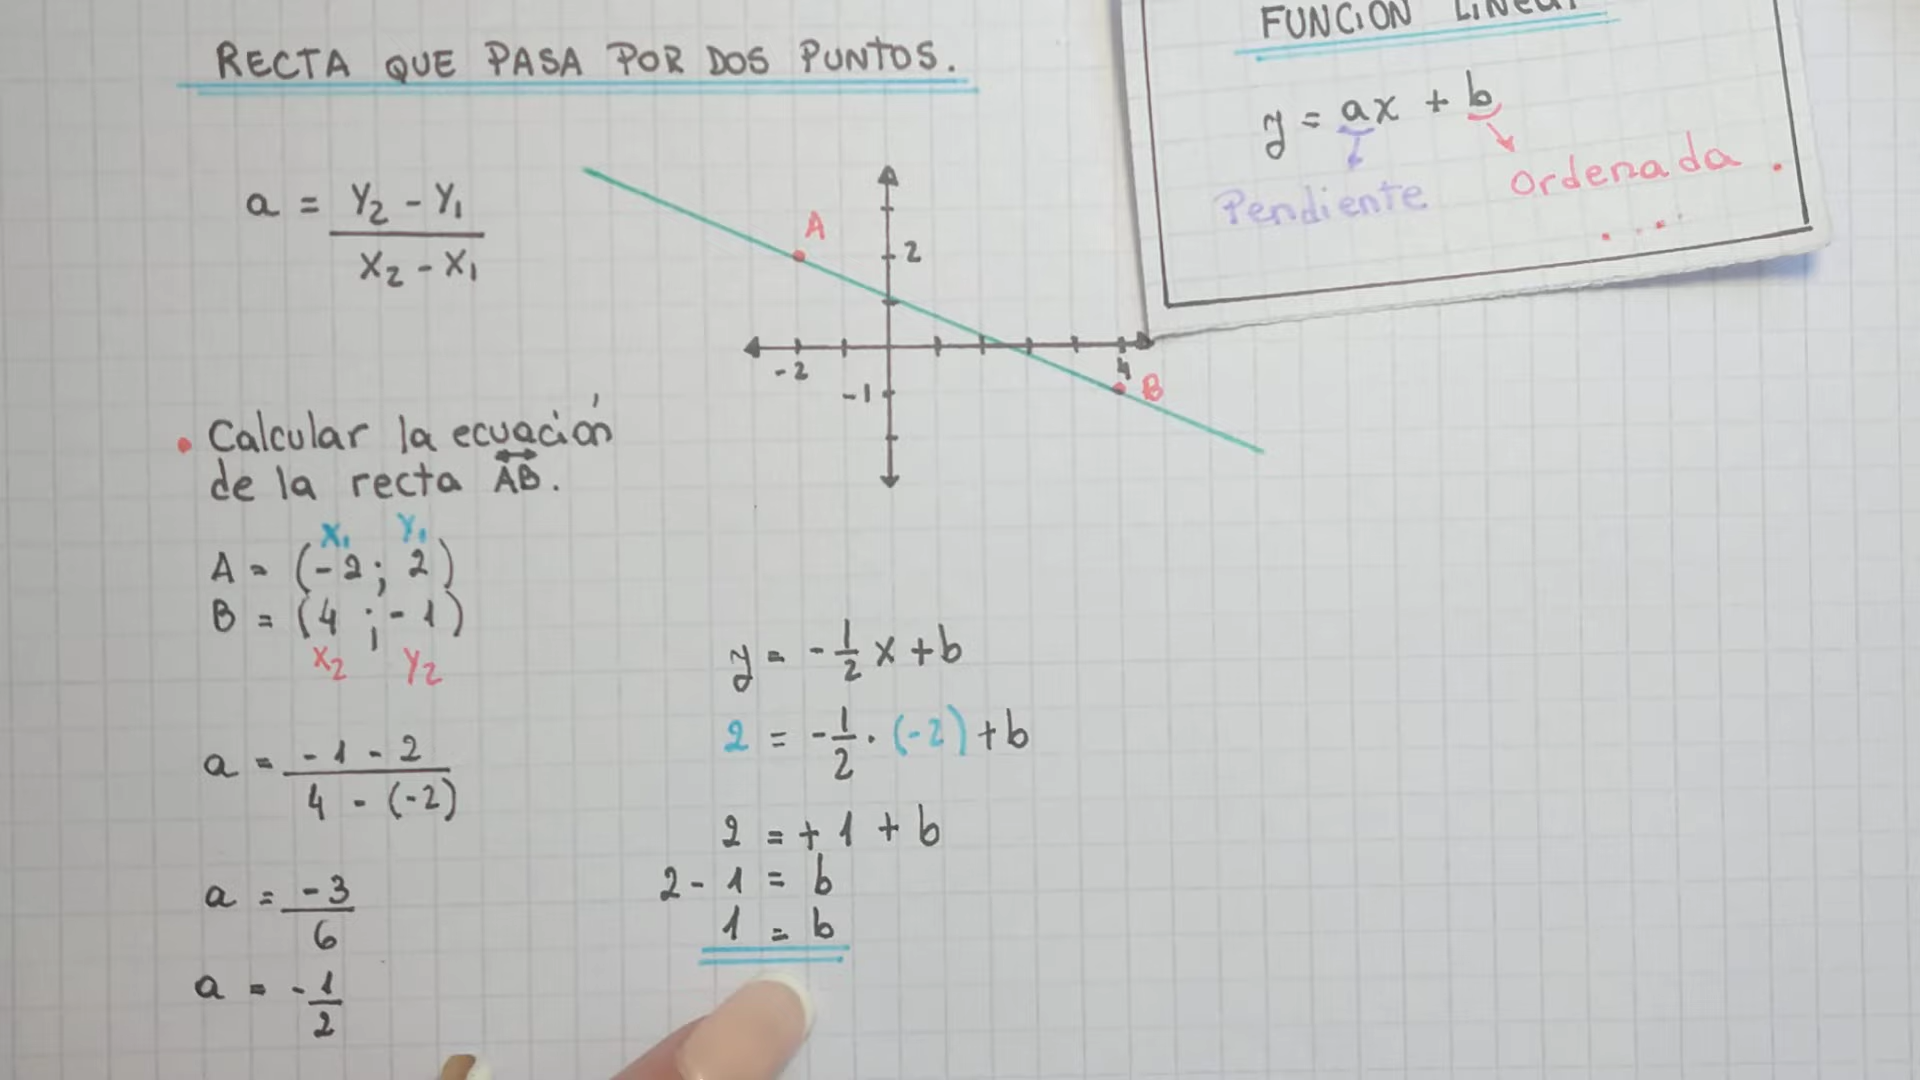 RECTA QUE PASA POR DOS PUNTOS.
FUNCIÓN LINEAL
y = ax + b
Pendiente
Ordenada.
....
a = Y₂ - Y₁
X₂ - X₁
A
2
-2
4
-1
B
• Calcular la ecuación
de la recta AB.
X₁ Y₁
A = (-2; 2)
B = (4 ; -1)
X₂ Y₂
a = -1 - 2
4 - (-2)
a = -3
6
a = - 1
2
y = - 1/2 x + b
2 = - 1/2 · (-2) + b
2 = + 1 + b
2 - 1 = b
1 = b